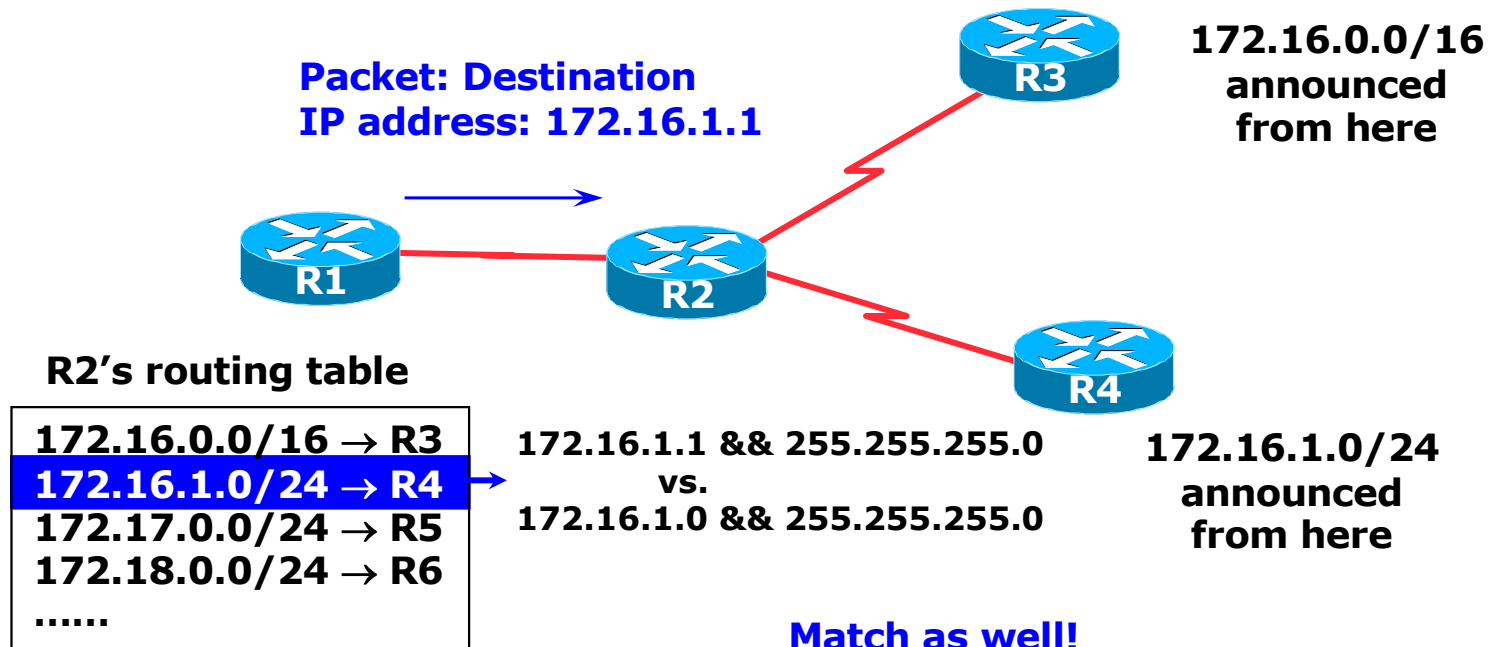 Packet: Destination
IP address: 172.16.1.1
R3
172.16.0.0/16
announced
from here
R1
R2
R4
R2’s routing table
172.16.0.0/16 → R3
172.16.1.0/24 → R4
172.17.0.0/24 → R5
172.18.0.0/24 → R6
......
172.16.1.1 && 255.255.255.0
vs.
172.16.1.0 && 255.255.255.0
172.16.1.0/24
announced
from here
Match as well!